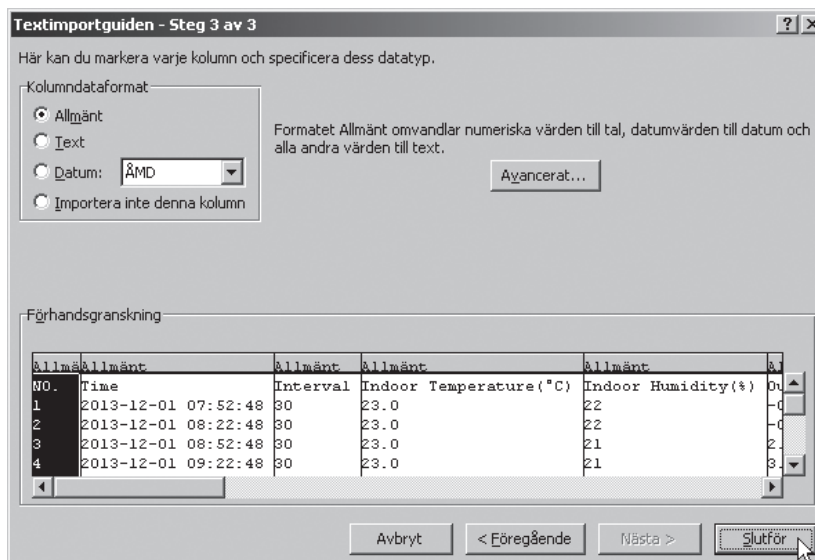 Textimportguiden - Steg 3 av 3
Här kan du markera varje kolumn och specificera dess datatyp.
Kolumndataformat
Allmänt
Text
Datum: ÅMD
Importera inte denna kolumn
Formatet Allmänt omvandlar numeriska värden till tal, datumvärden till datum och
alla andra värden till text.
Avancerat...
Förhandsgranskning
Allmä Allmänt Allmänt Allmänt Allmänt
NO. Time Interval Indoor Temperature(°C) Indoor Humidity(%)
1 2013-12-01 07:52:48 30 23.0 22
2 2013-12-01 08:22:48 30 23.0 22
3 2013-12-01 08:52:48 30 23.0 21 2.
4 2013-12-01 09:22:48 30 23.0 21 3.
Avbryt < Föregående Nästa > Slutför